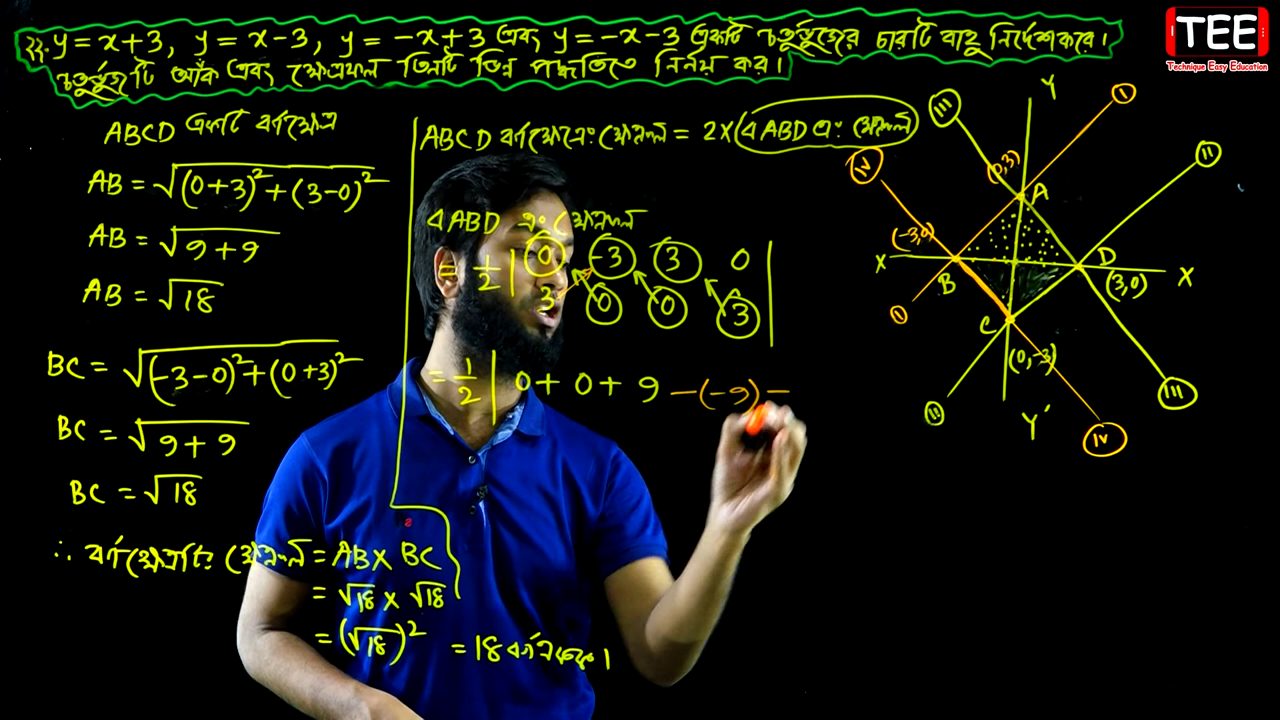 ২২. y = x+3, y = x-3, y = -x+3 এবং y = -x-3 একটি চতুর্ভুজের চারটি বাহু নির্দেশ করে।
চতুর্ভুজটি আঁক এবং ক্ষেত্রফল তিনটি ভিন্ন পদ্ধতিতে নির্ণয় কর।
TEE
Technique Easy Education
ABCD একটি বর্গক্ষেত্র
AB = √(0+3)² + (3-0)²
AB = √9+9
AB = √18
BC = √(-3-0)² + (0+3)²
BC = √9+9
BC = √18
∴ বর্গক্ষেত্রটির ক্ষেত্রফল = AB × BC
= √18 × √18
= (√18)² = 18 বর্গ একক।
ABCD বর্গক্ষেত্রের ক্ষেত্রফল = 2×(ΔABD এর ক্ষেত্রফল)
ΔABD এর ক্ষেত্রফল
= 1/2 | 0 -3 3 0 |
3 0 0 3
= 1/2 | 0 + 0 + 9 -(-9) -
Y
I
III
II
IV
(0,3)
A
(-3,0)
X
B
D
X
(3,0)
I
C
(0,-3)
II
III
Y′
IV